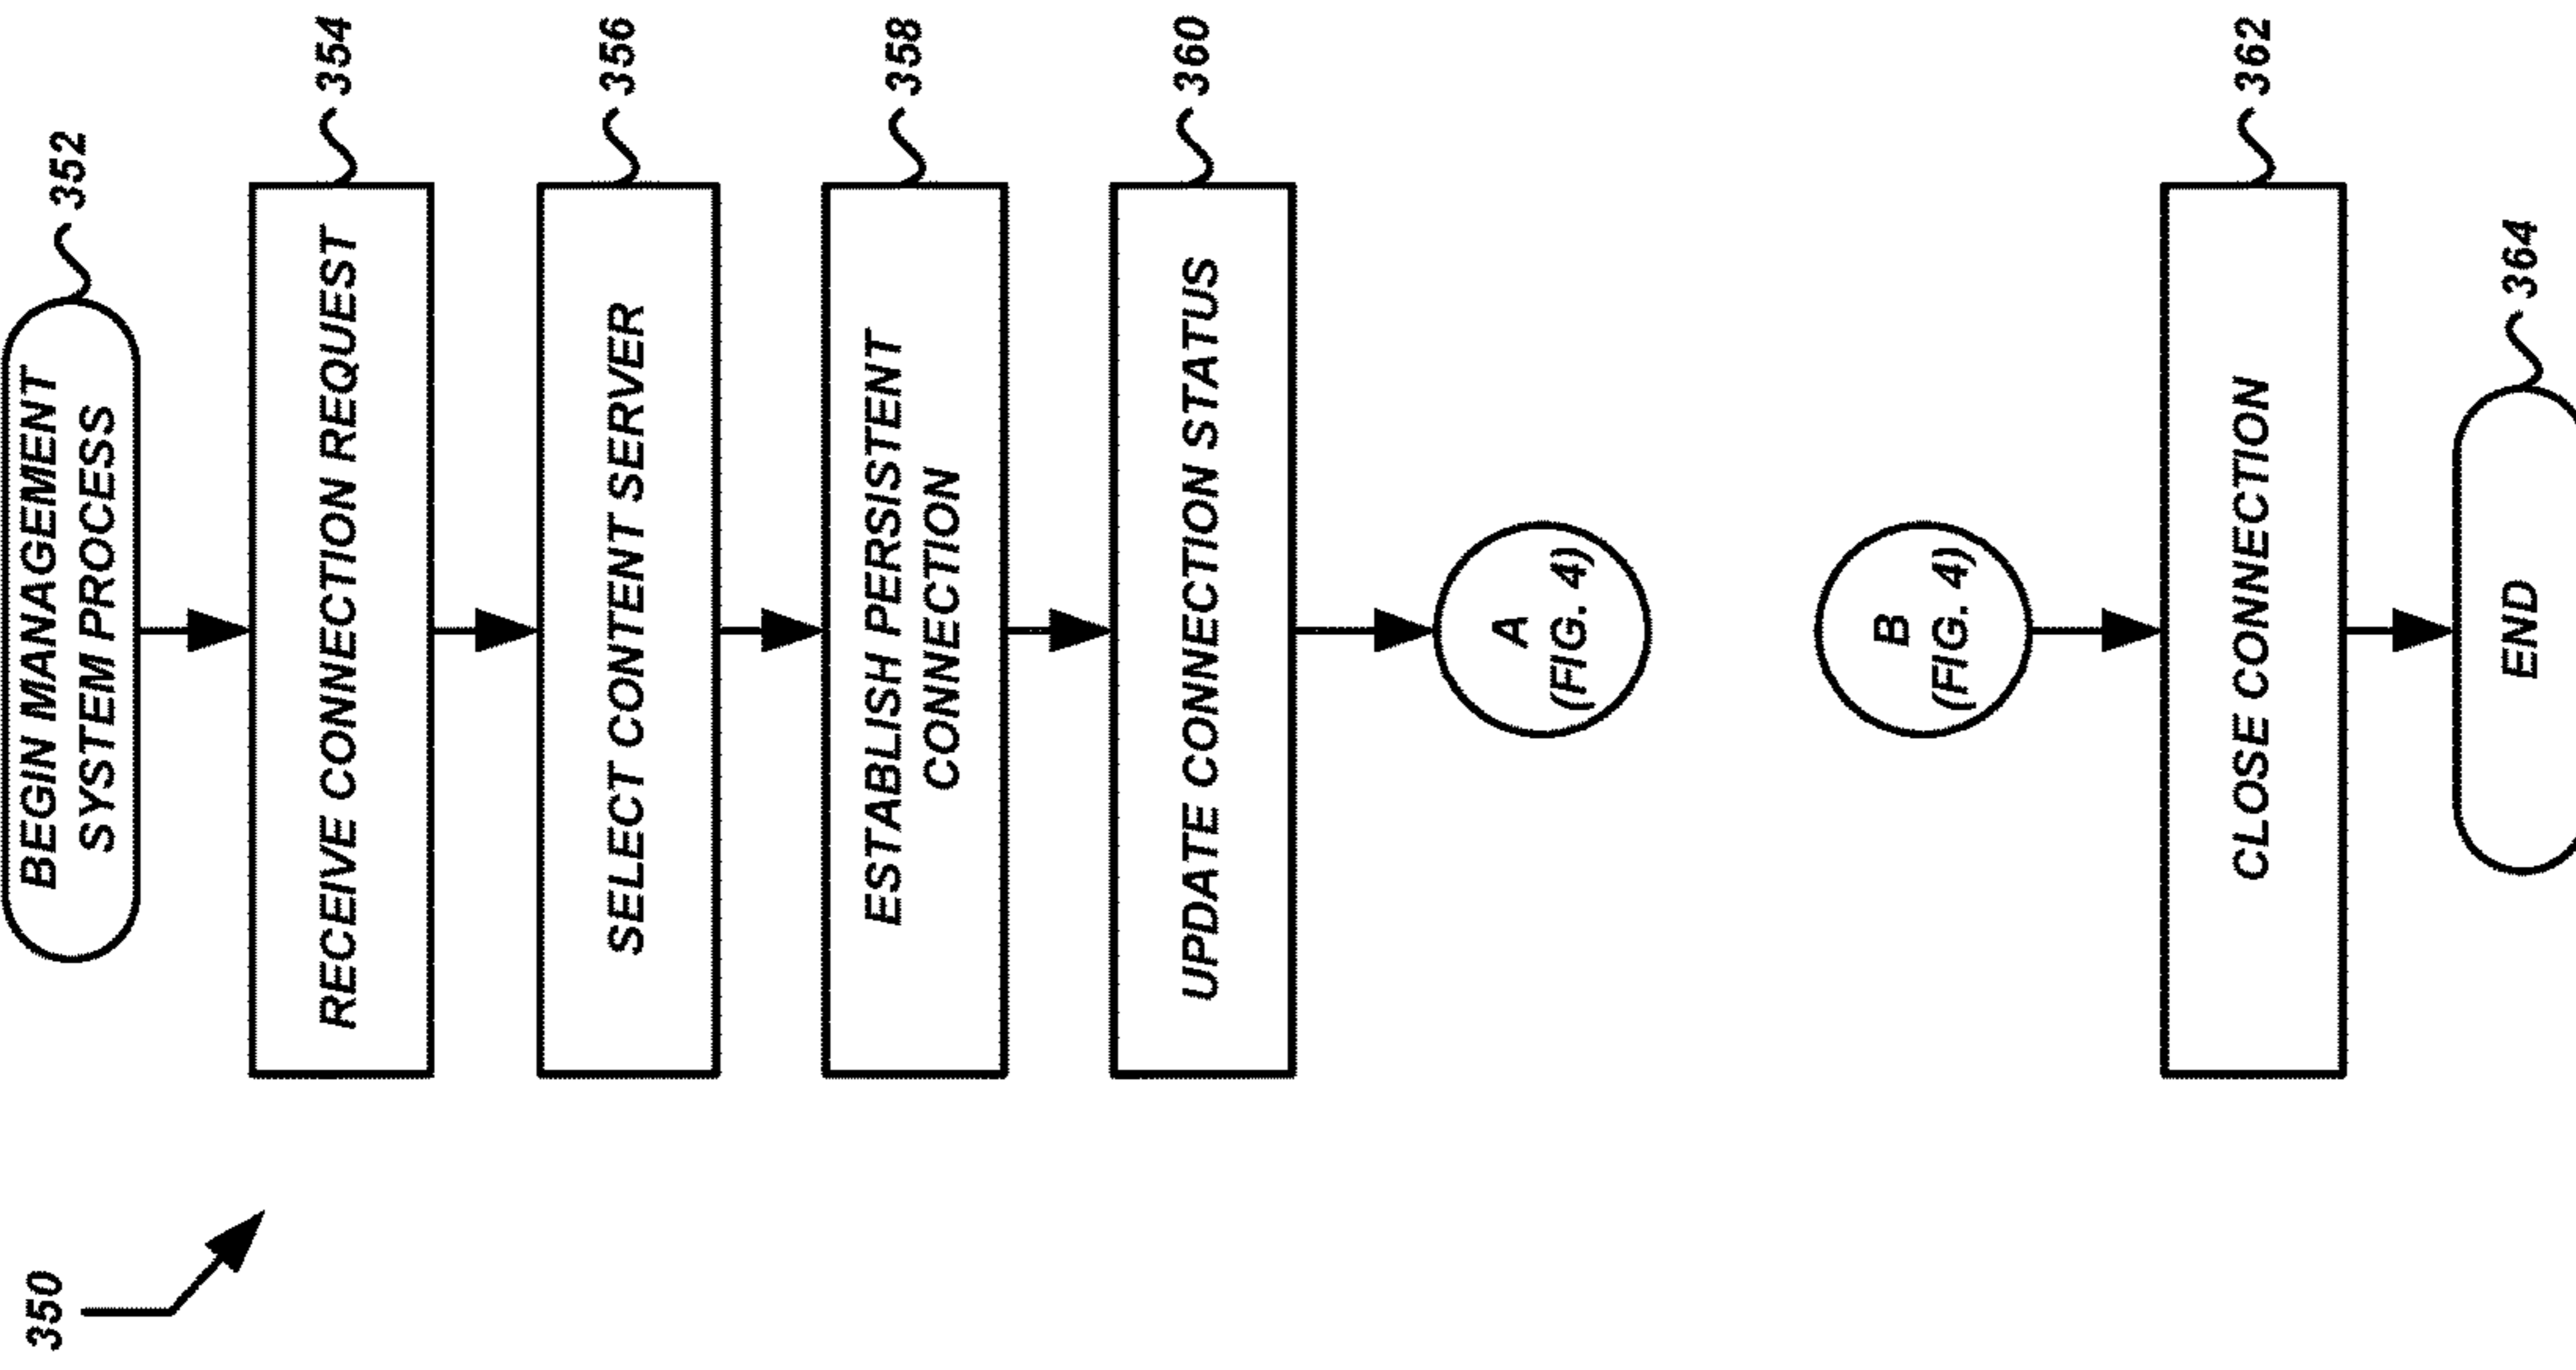 350
BEGIN MANAGEMENT
SYSTEM PROCESS
352
RECEIVE CONNECTION REQUEST
354
SELECT CONTENT SERVER
356
ESTABLISH PERSISTENT
CONNECTION
358
UPDATE CONNECTION STATUS
360
A
(FIG. 4)
B
(FIG. 4)
CLOSE CONNECTION
362
END
364